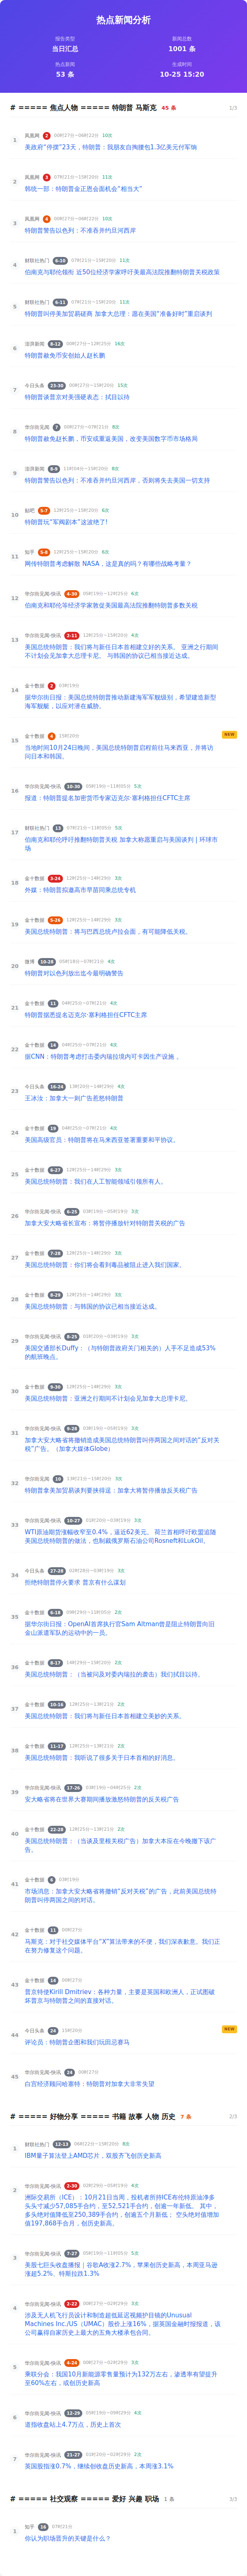 热点新闻分析
报告类型
当日汇总
新闻总数
1001 条
热点新闻
53 条
生成时间
10-25 15:20
# ===== 焦点人物 ===== 特朗普 马斯克 45 条 1/3
1 凤凰网 2 00时27分~06时22分 10次
美政府“停摆”23天，特朗普：我朋友自掏腰包1.3亿美元付军饷
2 凤凰网 3 07时21分~15时20分 11次
韩统一部：特朗普金正恩会面机会“相当大”
3 凤凰网 4 00时27分~06时22分 10次
特朗普警告以色列：不准吞并约旦河西岸
4 财联社热门 6-10 07时21分~15时20分 11次
伯南克与耶伦领衔 近50位经济学家呼吁美最高法院推翻特朗普关税政策
5 财联社热门 6-11 07时21分~15时20分 11次
特朗普叫停美加贸易磋商 加拿大总理：愿在美国“准备好时”重启谈判
6 澎湃新闻 8-12 00时27分~12时25分 16次
特朗普赦免币安创始人赵长鹏
7 今日头条 23-30 00时27分~15时20分 15次
特朗普谈普京对美强硬表态：拭目以待
8 华尔街见闻 7 00时27分~07时21分 8次
特朗普赦免赵长鹏，币安或重返美国，改变美国数字币市场格局
9 澎湃新闻 8-9 11时04分~15时20分 8次
特朗普警告以色列：不准吞并约旦河西岸，否则将失去美国一切支持
10 贴吧 5-7 12时25分~15时20分 6次
特朗普玩“军阀剧本”这波绝了!
11 知乎 5-8 12时25分~15时20分 6次
网传特朗普考虑解散 NASA，这是真的吗？有哪些战略考量？
12 华尔街见闻-快讯 4-30 05时19分~12时25分 6次
伯南克和耶伦等经济学家敦促美国最高法院推翻特朗普多数关税
13 华尔街见闻-快讯 2-11 12时25分~15时20分 4次
美国总统特朗普：我们将与新任日本首相建立好的关系。 亚洲之行期间
不计划会见加拿大总理卡尼。 与韩国的协议已相当接近达成。
14 金十数据 2 03时19分
据华尔街日报：美国总统特朗普推动新建海军军舰级别，希望建造新型
海军舰艇，以应对潜在威胁。
15 金十数据 4 15时20分 NEW
当地时间10月24日晚间，美国总统特朗普启程前往马来西亚，并将访
问日本和韩国。
16 华尔街见闻-快讯 10-30 05时19分~11时05分 5次
报道：特朗普提名加密货币专家迈克尔·塞利格担任CFTC主席
17 财联社热门 11 07时21分~11时05分 5次
伯南克和耶伦呼吁推翻特朗普关税 加拿大称愿重启与美国谈判 | 环球市
场
18 金十数据 3-24 12时25分~14时29分 3次
外媒：特朗普拟邀高市早苗同乘总统专机
19 金十数据 5-26 12时25分~14时29分 3次
美国总统特朗普：将与巴西总统卢拉会面，有可能降低关税。
20 微博 10-28 05时19分~07时21分 4次
特朗普对以色列放出迄今最明确警告
21 金十数据 11 04时25分~07时21分 4次
特朗普据悉提名迈克尔·塞利格担任CFTC主席
22 金十数据 14 04时25分~07时21分 4次
据CNN：特朗普考虑打击委内瑞拉境内可卡因生产设施 。
23 今日头条 16-24 13时20分~14时29分 4次
王冰汝：加拿大一则广告惹怒特朗普
24 金十数据 19 04时25分~07时21分 4次
美国高级官员：特朗普将在马来西亚签署重要和平协议。
25 金十数据 6-27 12时25分~14时29分 3次
美国总统特朗普：我们在人工智能领域引领所有人。
26 华尔街见闻-快讯 6-25 03时19分~05时19分 3次
加拿大安大略省长宣布：将暂停播放针对特朗普关税的广告
27 金十数据 7-28 12时25分~14时29分 3次
美国总统特朗普：你们将会看到毒品被阻止进入我们国家。
28 金十数据 8-29 12时25分~14时29分 3次
美国总统特朗普：与韩国的协议已相当接近达成。
29 华尔街见闻-快讯 8-25 01时20分~03时19分 3次
美国交通部长Duffy：（与特朗普政府关门相关的）人手不足造成53%
的航班晚点。
30 金十数据 9-30 12时25分~14时29分 3次
美国总统特朗普：亚洲之行期间不计划会见加拿大总理卡尼。
31 华尔街见闻-快讯 9-28 03时19分~05时19分 3次
加拿大安大略省将撤销造成美国总统特朗普叫停两国之间对话的“反对关
税”广告。（加拿大媒体Globe）
32 华尔街见闻 10 13时21分~15时20分 3次
特朗普拿美加贸易谈判要挟得逞：加拿大将暂停播放反关税广告
33 华尔街见闻-快讯 10-27 01时20分~03时19分 3次
WTI原油期货涨幅收窄至0.4%，逼近62美元。 荷兰首相呼吁欧盟追随
美国总统特朗普的做法，也制裁俄罗斯石油公司Rosneft和LukOil。
34 今日头条 27-28 02时28分~03时19分 3次
拒绝特朗普停火要求 普京有什么谋划
35 华尔街见闻-快讯 6-18 09时29分~11时05分 2次
据华尔街日报：OpenAI首席执行官Sam Altman曾是阻止特朗普向旧
金山派遣军队的运动中的一员。
36 华尔街见闻-快讯 8-17 14时29分~15时20分 2次
美国总统特朗普：（当被问及对委内瑞拉的袭击）我们拭目以待。
37 金十数据 10-16 12时25分~13时21分 2次
美国总统特朗普：我们将与新任日本首相建立美妙的关系。
38 金十数据 11-17 12时25分~13时21分 2次
美国总统特朗普：我听说了很多关于日本首相的好消息。
39 华尔街见闻-快讯 17-26 03时19分~04时25分 2次
安大略省将在世界大赛期间播放激怒特朗普的反关税广告
40 金十数据 22-28 12时25分~13时21分 2次
美国总统特朗普：（当谈及里根关税广告）加拿大本应在今晚撤下该广
告。
41 金十数据 6 03时19分
市场消息：加拿大安大略省将撤销“反对关税”的广告，此前美国总统特
朗普叫停两国之间的对话。
42 金十数据 11 00时27分
马斯克：对于社交媒体平台“X”算法带来的不便，我们深表歉意。我们正
在努力修复这个问题。
43 金十数据 18 00时27分
普京特使Kirill Dmitriev：各种力量，主要是英国和欧洲人，正试图破
坏普京与特朗普之间的直接对话。
44 今日头条 24 15时20分 NEW
评论员：特朗普企图和我们玩田忌赛马
45 华尔街见闻-快讯 24 00时27分
白宫经济顾问哈塞特：特朗普对加拿大非常失望
# ===== 好物分享 ===== 书籍 故事 人物 历史 7 条 2/3
1 财联社热门 12-13 06时22分~15时20分 8次
IBM量子算法登上AMD芯片，双股齐飞创历史新高
2 华尔街见闻-快讯 2-30 02时29分~05时19分 4次
洲际交易所（ICE）：10月21日当周，投机者所持ICE布伦特原油净多
头头寸减少57,085手合约，至52,521手合约，创逾一年新低。 其中，
多头绝对值降低至250,389手合约，创逾五个月新低； 空头绝对值增加
值197,868手合月，创历史新高。
3 华尔街见闻-快讯 7-27 05时19分~11时05分 5次
美股七巨头收盘播报｜谷歌A收涨2.7%，苹果创历史新高，本周亚马逊
涨超5.2%、特斯拉跌1.3%
4 华尔街见闻-快讯 2-22 00时27分~02时29分 3次
涉及无人机飞行员设计和制造超低延迟视频护目镜的Unusual
Machines Inc./US（UMAC）股价上涨16%，据英国金融时报报道，该
公司赢得自家历史上最大的五角大楼承包合同。
5 华尔街见闻-快讯 4-24 00时27分~02时29分 3次
乘联分会：我国10月新能源零售量预计为132万左右，渗透率有望提升
至60%左右，或创历史新高
6 华尔街见闻-快讯 12-29 05时19分~09时29分 4次
道指收盘站上4.7万点，历史上首次
7 华尔街见闻-快讯 21-27 01时20分~02时29分 2次
英国股指涨0.7%，继续创收盘历史新高，本周涨3.1%
# ===== 社交观察 ===== 爱好 兴趣 职场 1 条 3/3
1 知乎 16 07时21分
你认为职场晋升的关键是什么？